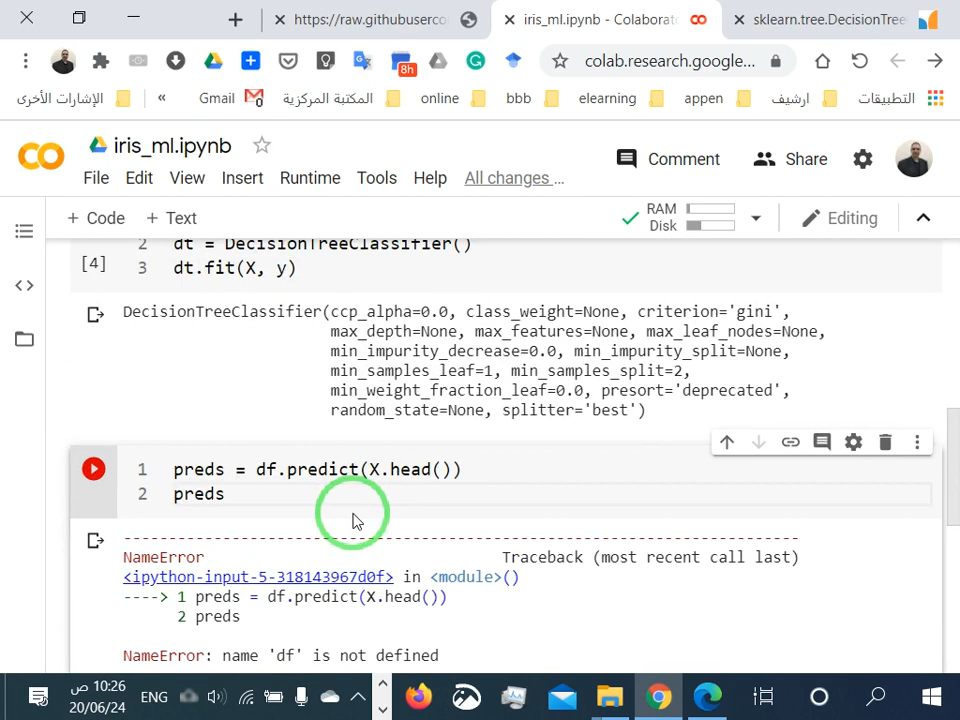 https://raw.githubuserco
iris_ml.ipynb - Colaborat
sklearn.tree.DecisionTree
8h
colab.research.google...
الإشارات الأخرى
«
Gmail
المكتبة المركزية
online
bbb
elearning
appen
ارشيف
التطبيقات
iris_ml.ipynb
Comment
Share
File Edit View Insert Runtime Tools Help All changes …
+ Code + Text
RAM
Disk
Editing
2 dt = DecisionTreeClassifier()
[4] 3 dt.fit(X, y)
DecisionTreeClassifier(ccp_alpha=0.0, class_weight=None, criterion='gini',
max_depth=None, max_features=None, max_leaf_nodes=None,
min_impurity_decrease=0.0, min_impurity_split=None,
min_samples_leaf=1, min_samples_split=2,
min_weight_fraction_leaf=0.0, presort='deprecated',
random_state=None, splitter='best')
1 preds = df.predict(X.head())
2 preds
---------------------------------------------------------------------------
NameError Traceback (most recent call last)
<ipython-input-5-318143967d0f> in <module>()
----> 1 preds = df.predict(X.head())
2 preds
NameError: name 'df' is not defined
10:26 ص
20/06/24
ENG